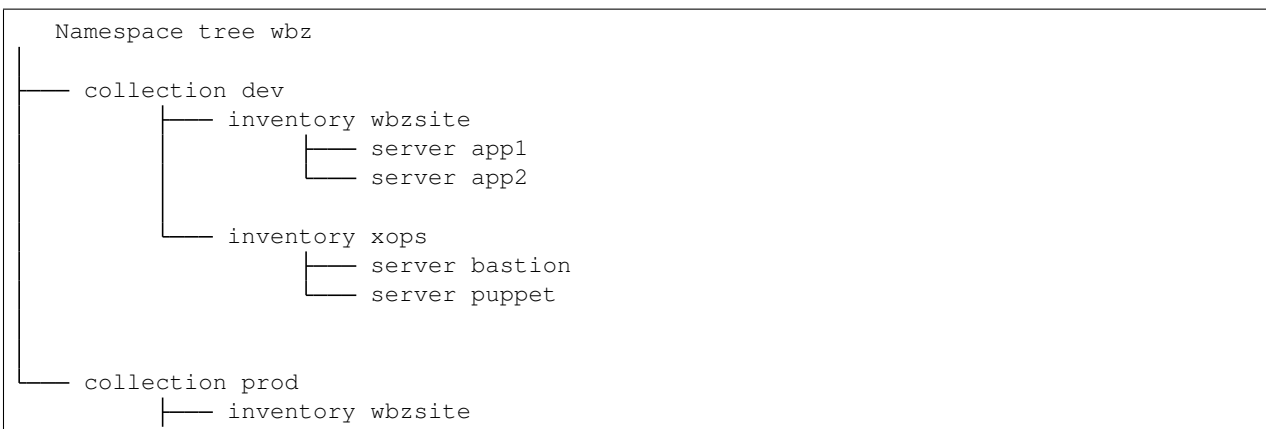 Namespace tree wbz
collection dev
inventory wbzsite
server app1
server app2
inventory xops
server bastion
server puppet
collection prod
inventory wbzsite